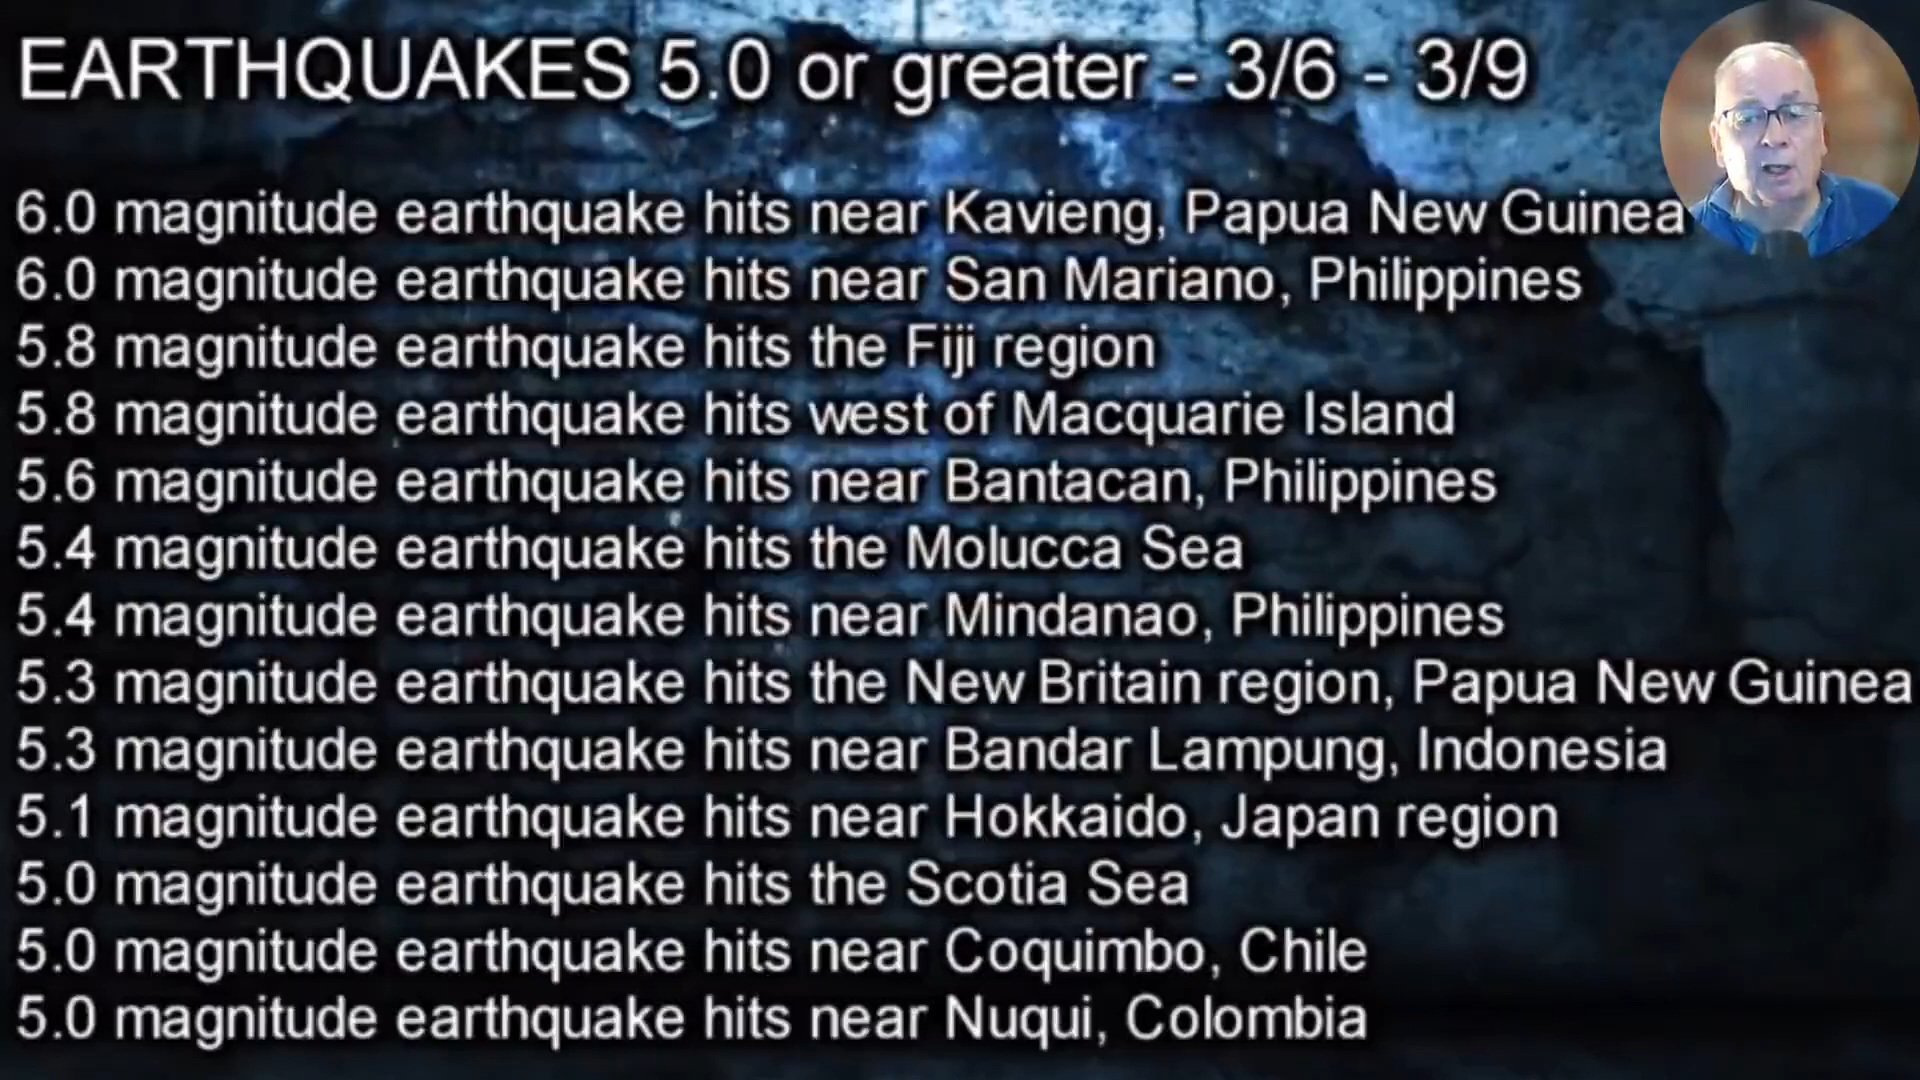 EARTHQUAKES 5.0 or greater - 3/6 - 3/9
6.0 magnitude earthquake hits near Kavieng, Papua New Guinea
6.0 magnitude earthquake hits near San Mariano, Philippines
5.8 magnitude earthquake hits the Fiji region
5.8 magnitude earthquake hits west of Macquarie Island
5.6 magnitude earthquake hits near Bantacan, Philippines
5.4 magnitude earthquake hits the Molucca Sea
5.4 magnitude earthquake hits near Mindanao, Philippines
5.3 magnitude earthquake hits the New Britain region, Papua New Guinea
5.3 magnitude earthquake hits near Bandar Lampung, Indonesia
5.1 magnitude earthquake hits near Hokkaido, Japan region
5.0 magnitude earthquake hits the Scotia Sea
5.0 magnitude earthquake hits near Coquimbo, Chile
5.0 magnitude earthquake hits near Nuqui, Colombia